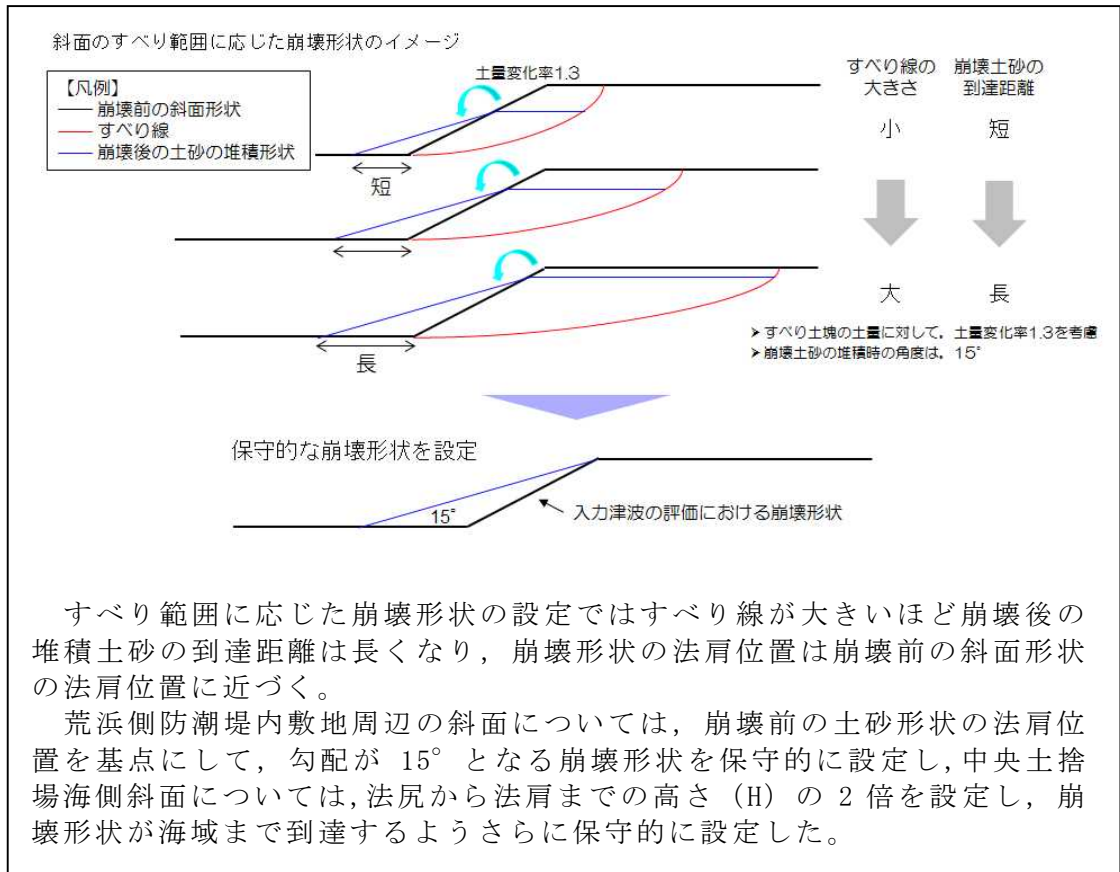 斜面のすべり範囲に応じた崩壊形状のイメージ
【凡例】
崩壊前の斜面形状
すべり線
崩壊後の土砂の堆積形状
土量変化率1.3
すべり線の
大きさ
崩壊土砂の
到達距離
小
短
短
大
長
長
➤すべり土塊の土量に対して，土量変化率1.3を考慮
➤崩壊土砂の堆積時の角度は，15°
保守的な崩壊形状を設定
15°
入力津波の評価における崩壊形状
すべり範囲に応じた崩壊形状の設定ではすべり線が大きいほど崩壊後の
堆積土砂の到達距離は長くなり，崩壊形状の法肩位置は崩壊前の斜面形状
の法肩位置に近づく。
荒浜側防潮堤内敷地周辺の斜面については，崩壊前の土砂形状の法肩位
置を基点にして，勾配が 15°となる崩壊形状を保守的に設定し,中央土捨
場海側斜面については,法尻から法肩までの高さ（H）の 2 倍を設定し，崩
壊形状が海域まで到達するようさらに保守的に設定した。